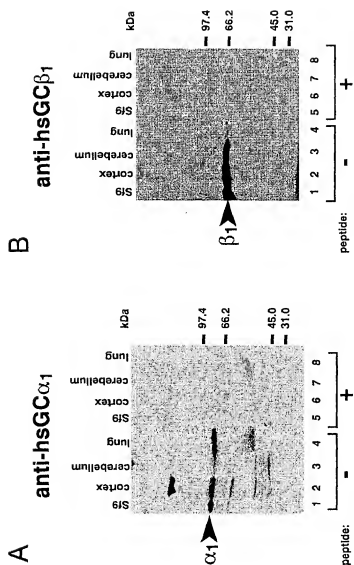 A
anti-hsGCα1
kDa
Sf9 cortex cerebellum lung Sf9 cortex cerebellum lung
97.4
66.2
45.0
31.0
α1
1 2 3 4 5 6 7 8
peptide: - +
B
anti-hsGCβ1
kDa
Sf9 cortex cerebellum lung Sf9 cortex cerebellum lung
97.4
66.2
45.0
31.0
β1
1 2 3 4 5 6 7 8
peptide: - +